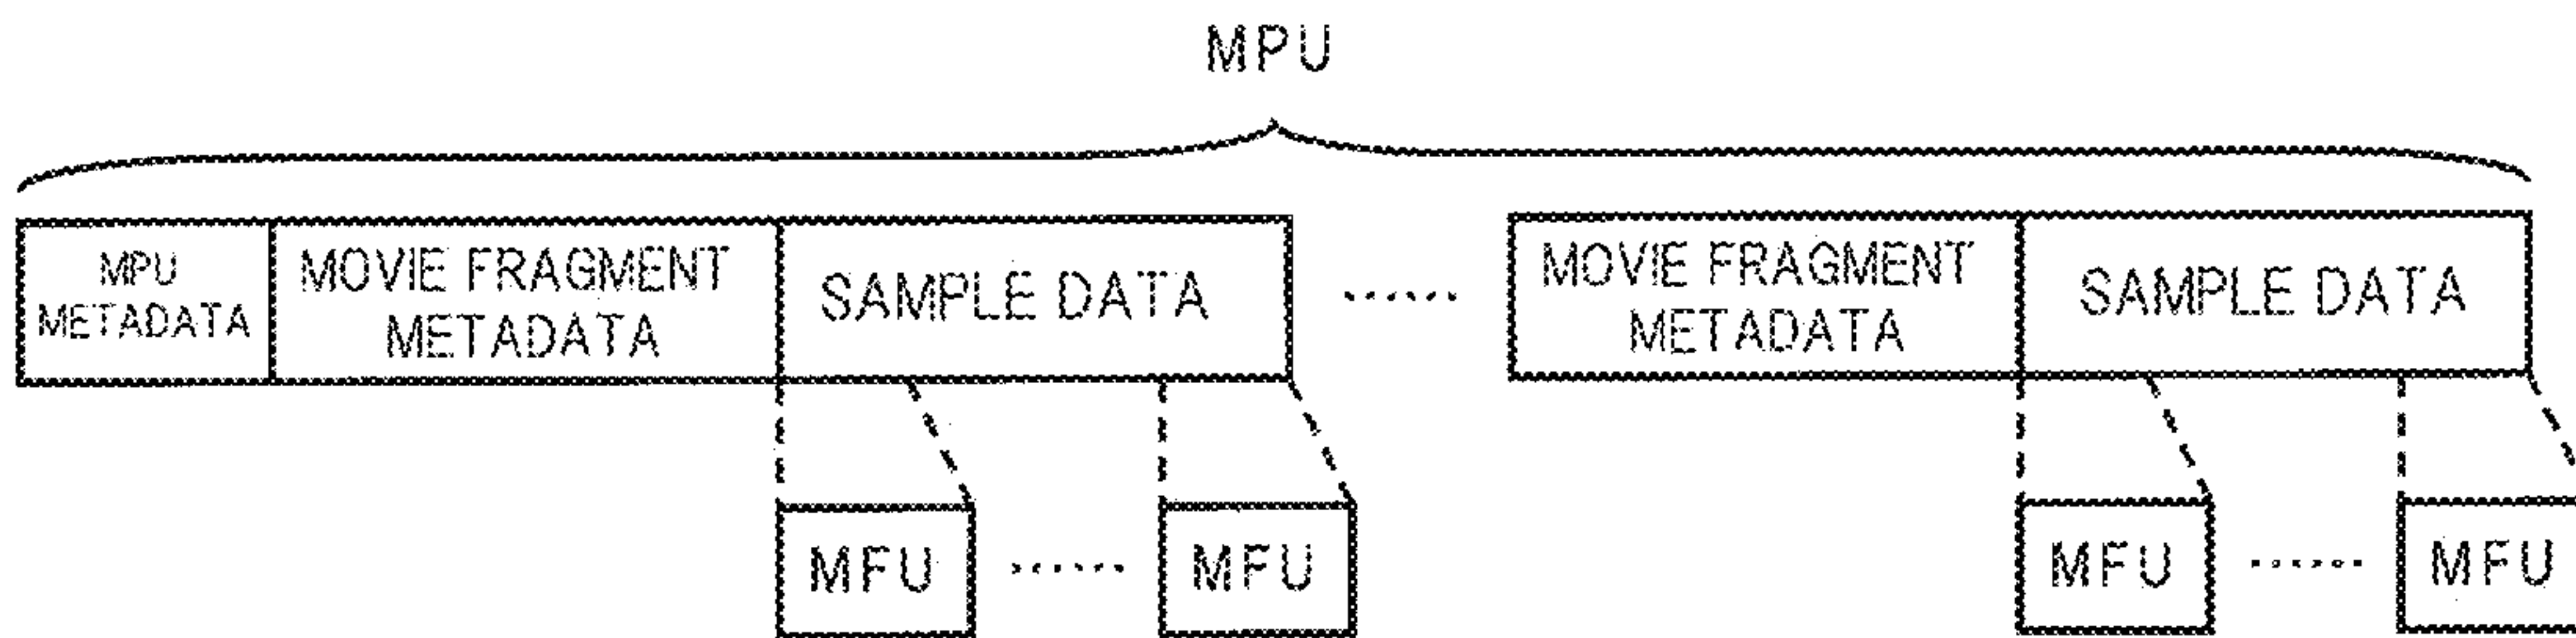 MPU
MPU
METADATA
MOVIE FRAGMENT
METADATA
SAMPLE DATA
......
MOVIE FRAGMENT
METADATA
SAMPLE DATA
MFU
......
MFU
MFU
......
MFU